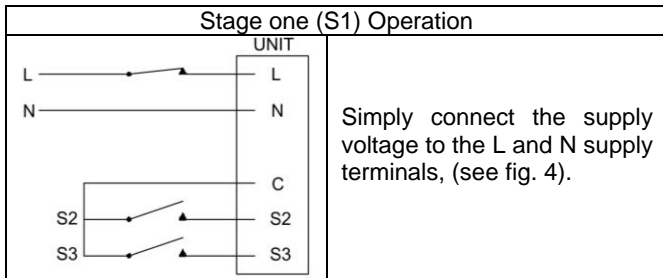 Stage one (S1) Operation
UNIT
L L
N N
C
S2 S2
S3 S3
Simply connect the supply
voltage to the L and N supply
terminals, (see fig. 4).